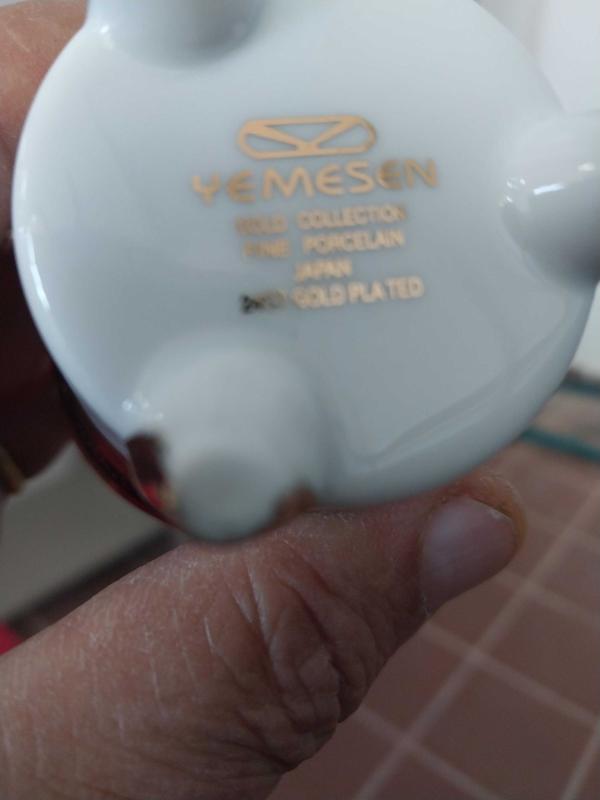 YEMESEN
GOLD COLLECTION
FINE PORCELAIN
JAPAN
GOLD PLATED